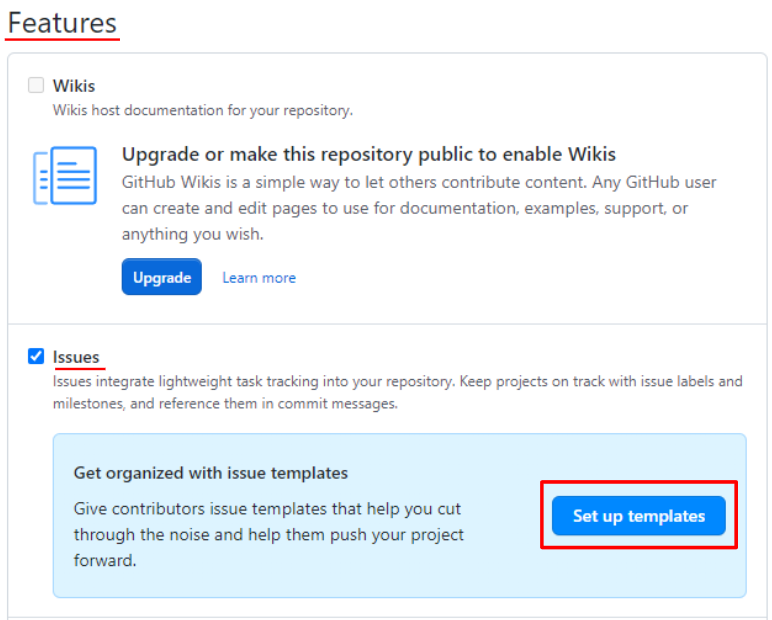 Features
Wikis
Wikis host documentation for your repository.
Upgrade or make this repository public to enable Wikis
GitHub Wikis is a simple way to let others contribute content. Any GitHub user
can create and edit pages to use for documentation, examples, support, or
anything you wish.
Upgrade Learn more
Issues
Issues integrate lightweight task tracking into your repository. Keep projects on track with issue labels and
milestones, and reference them in commit messages.
Get organized with issue templates
Give contributors issue templates that help you cut
through the noise and help them push your project
forward.
Set up templates